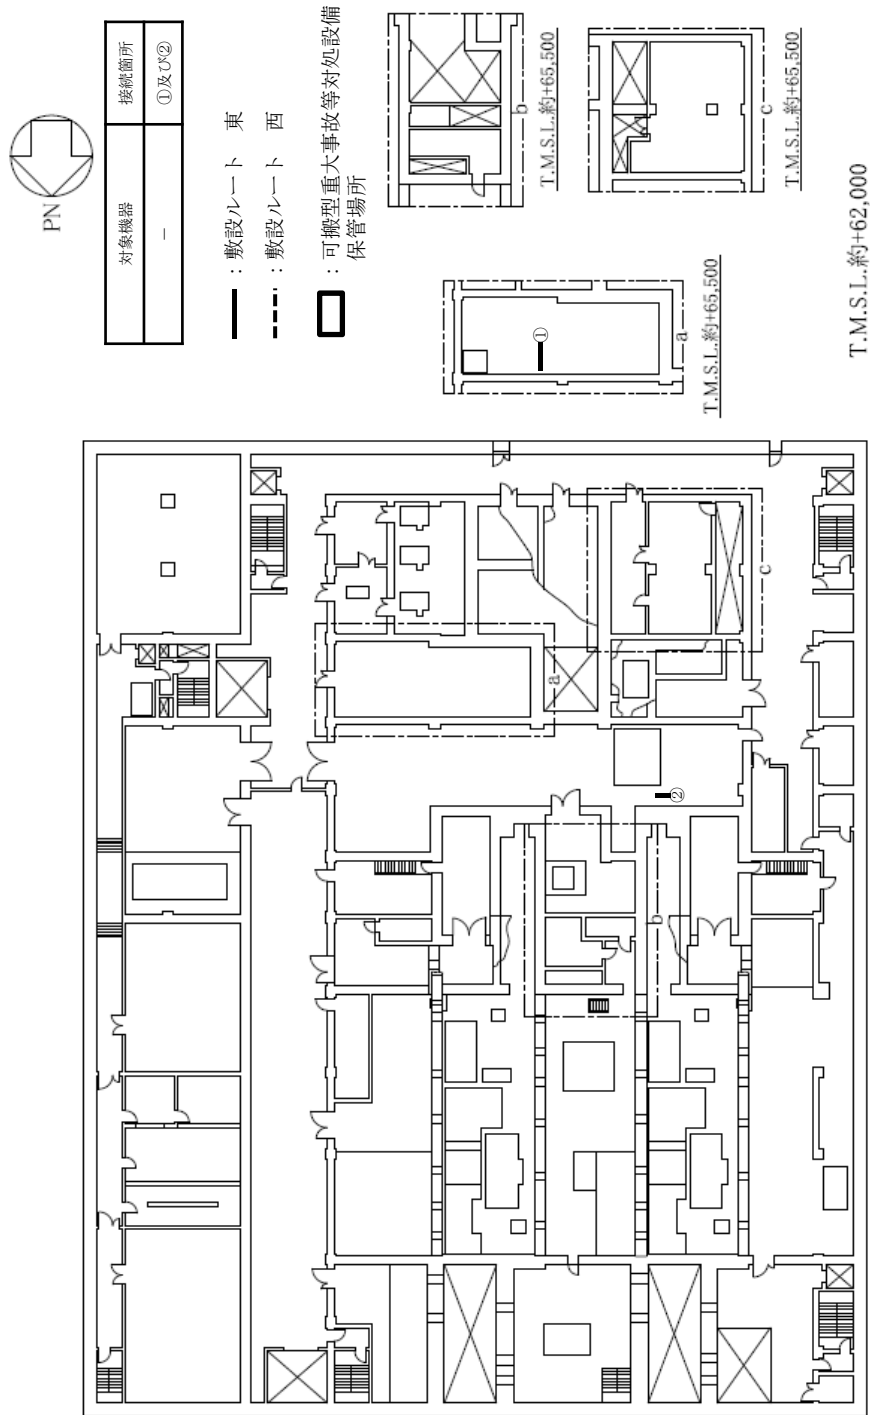 PN
対象機器
接続箇所
－
①及び②
：敷設ルート 東
：敷設ルート 西
：可搬型重大事故等対処設備
保管場所
b
T.M.S.L.約+65,500
c
T.M.S.L.約+65,500
①
a
T.M.S.L.約+65,500
T.M.S.L.約+62,000
a
c
②
b